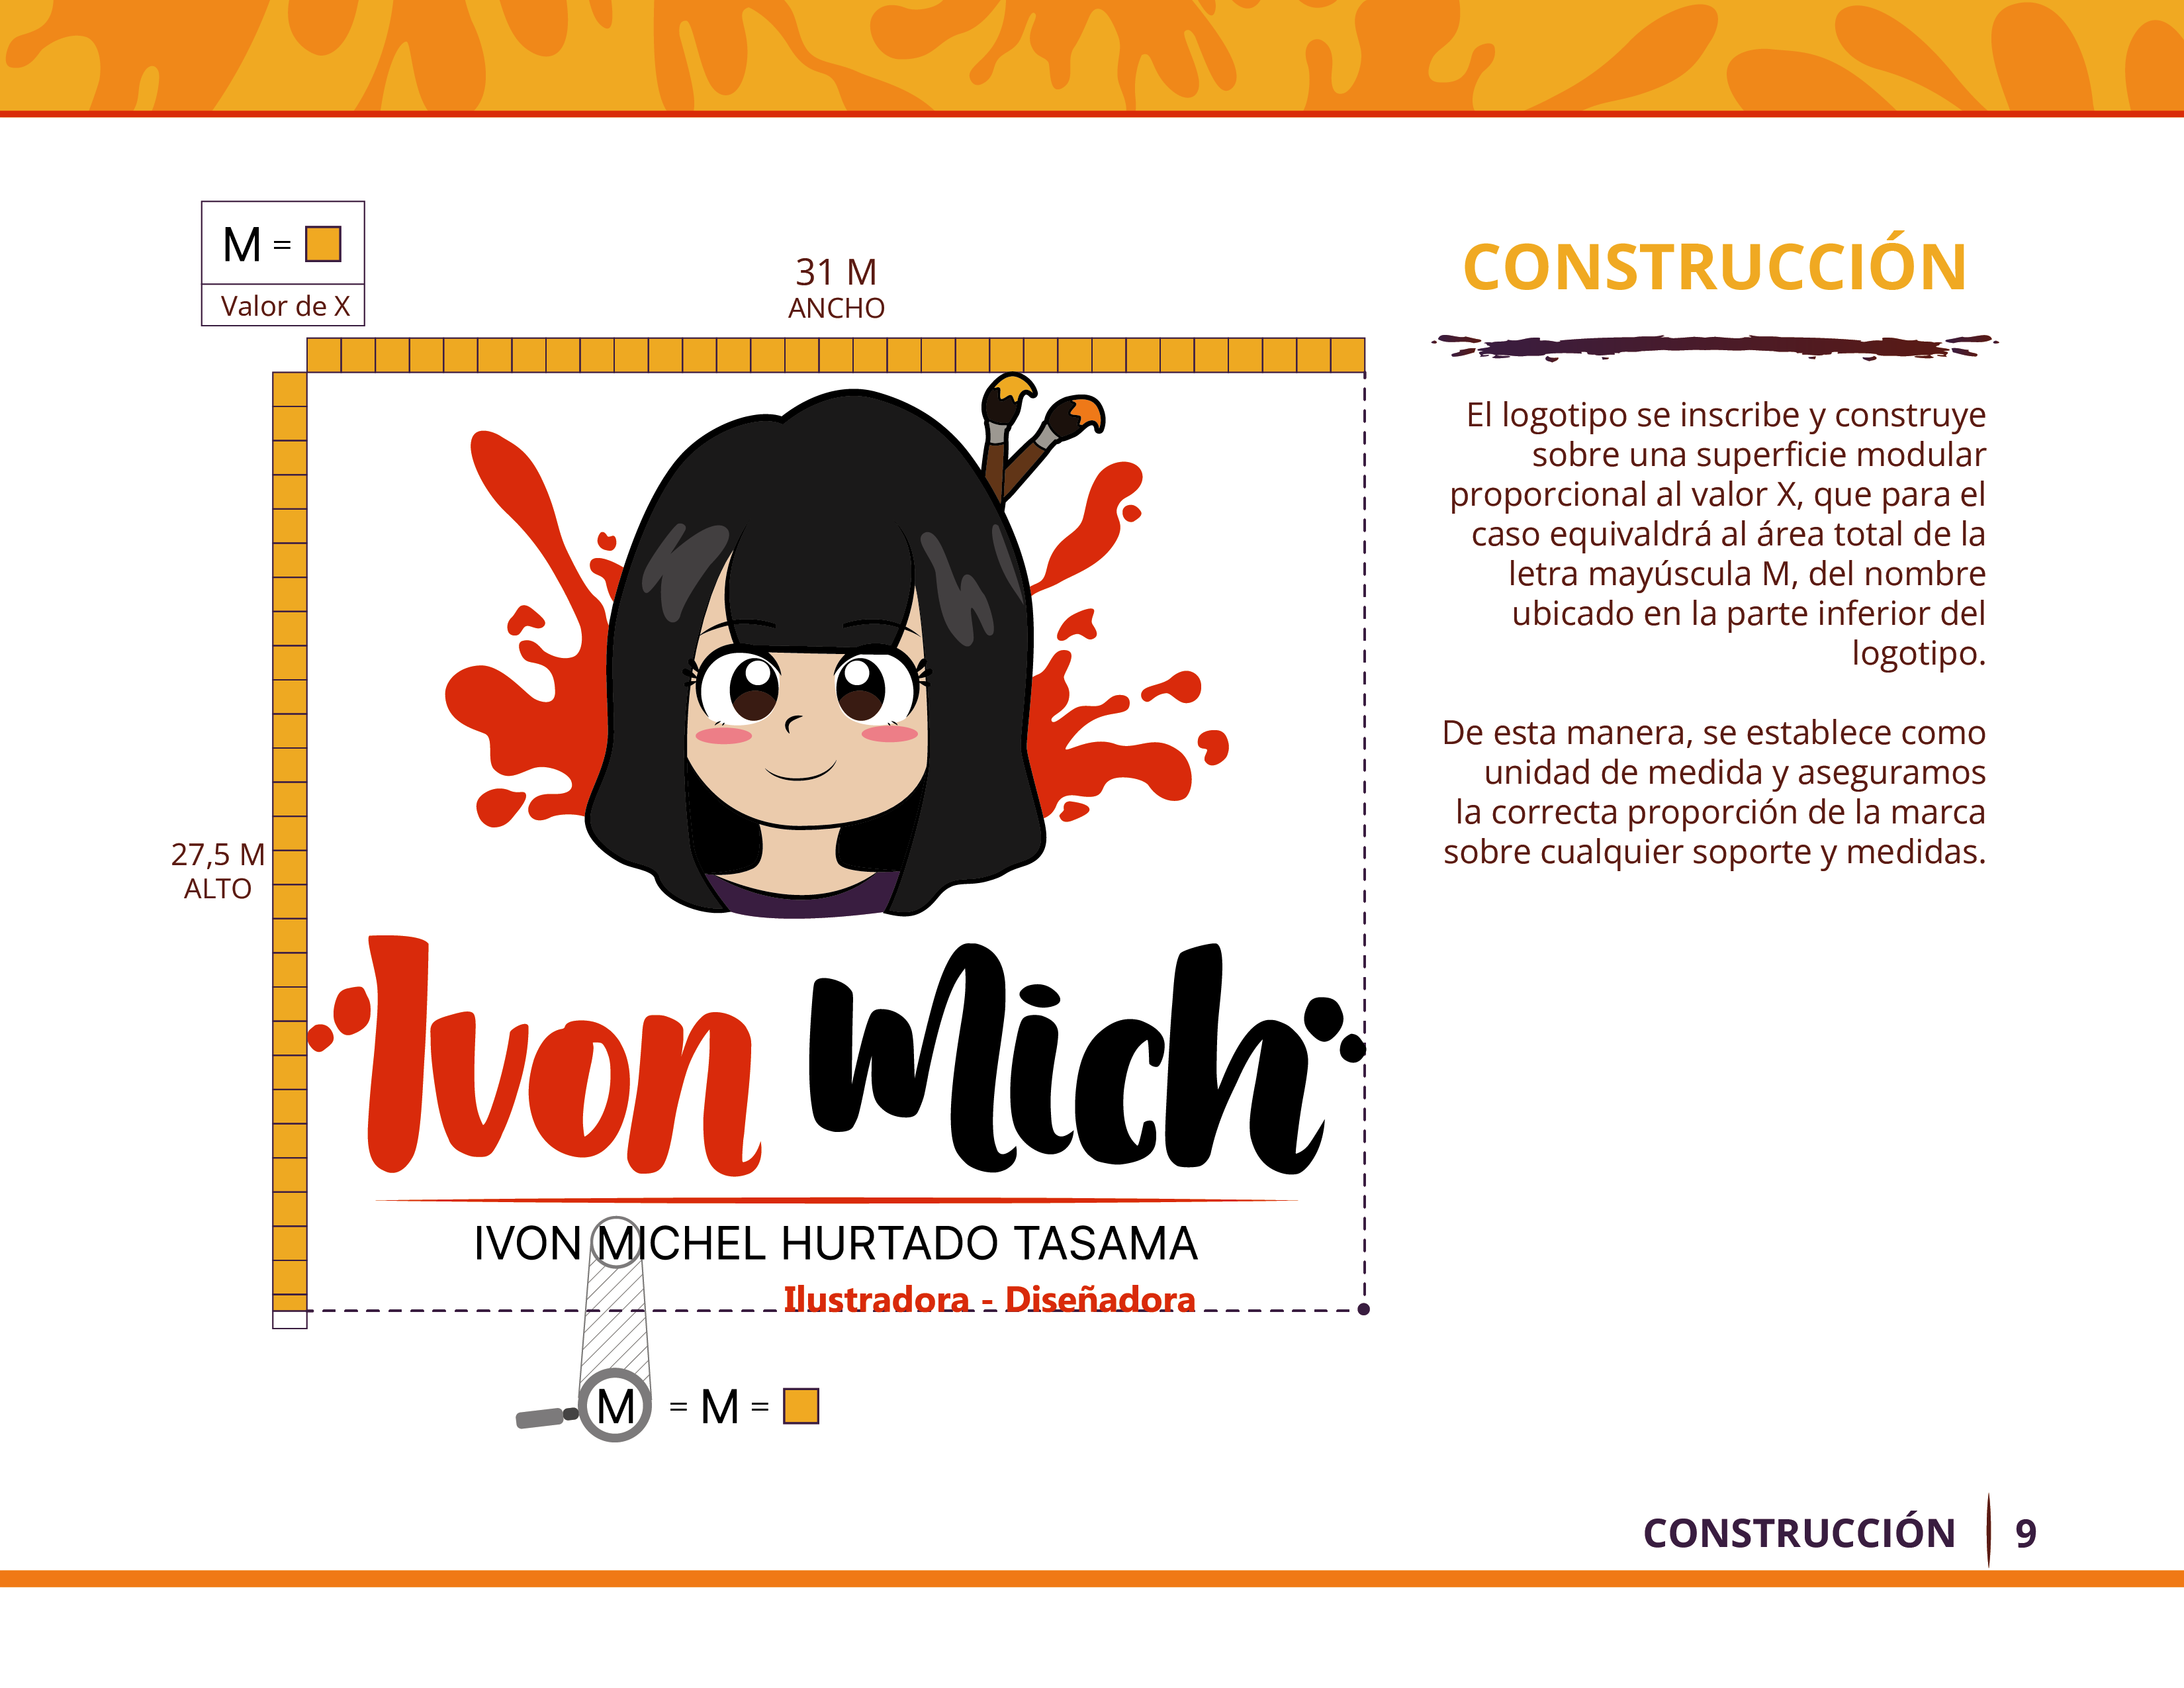 M =
Valor de X
31 M
ANCHO
27,5 M
ALTO
Ivon Mich
IVON MICHEL HURTADO TASAMA
Ilustradora - Diseñadora
M = M =
CONSTRUCCIÓN
El logotipo se inscribe y construye
sobre una superficie modular
proporcional al valor X, que para el
caso equivaldrá al área total de la
letra mayúscula M, del nombre
ubicado en la parte inferior del
logotipo.
De esta manera, se establece como
unidad de medida y aseguramos
la correcta proporción de la marca
sobre cualquier soporte y medidas.
CONSTRUCCIÓN 9